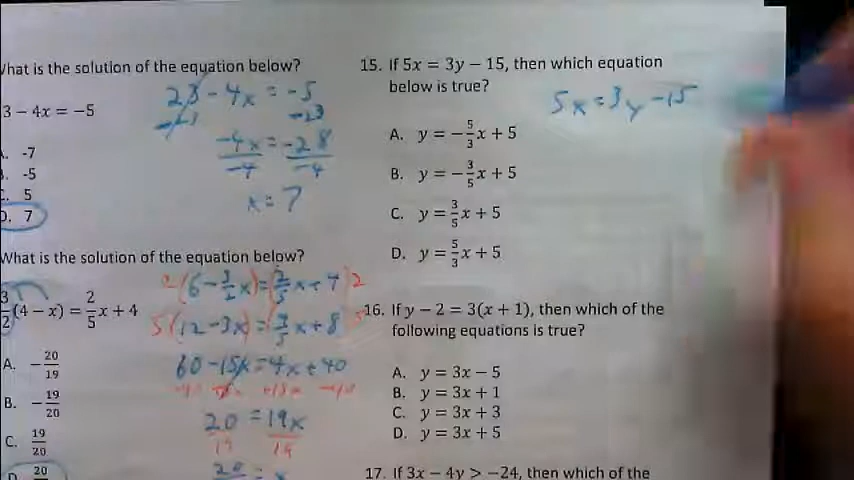 hat is the solution of the equation below?
3 − 4x = −5
23 - 4x = -5
-23 -23
-4x = -28
-4 -4
x = 7
. -7
. -5
. 5
D. 7
What is the solution of the equation below?
3/2(4 − x) = 2/5x + 4
2(6 - 3/2x) = (2/5x + 4)2
5(12 - 3x) = (4/5x + 8)5
60 - 15x = 4x + 40
20 = 19x
19 19
20 = x
A. −20/19
B. −19/20
C. 19/20
D 20
15. If 5x = 3y − 15, then which equation
below is true?
5x = 3y - 15
A. y = −5/3x + 5
B. y = −3/5x + 5
C. y = 3/5x + 5
D. y = 5/3x + 5
16. If y − 2 = 3(x + 1), then which of the
following equations is true?
A. y = 3x − 5
B. y = 3x + 1
C. y = 3x + 3
D. y = 3x + 5
17. If 3x − 4y > −24, then which of the